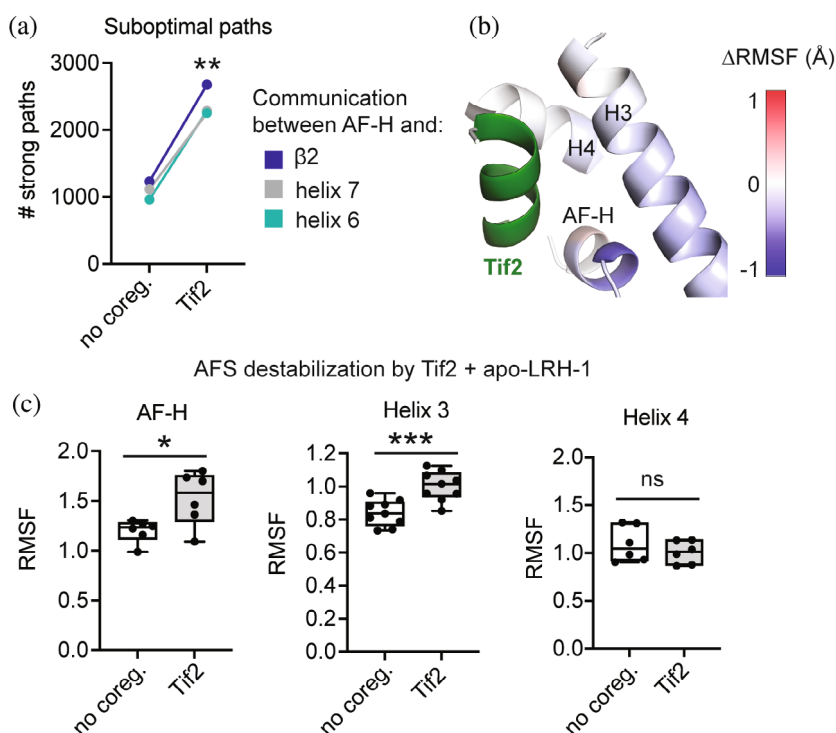 (a)
Suboptimal paths
**
3000
2000
1000
0
# strong paths
no coreg.
Tif2
Communication
between AF-H and:
β2
helix 7
helix 6
(b)
H3
H4
AF-H
Tif2
ΔRMSF (Å)
1
0
-1
AFS destabilization by Tif2 + apo-LRH-1
(c)
AF-H
*
2.0
1.5
1.0
0.5
0.0
RMSF
no coreg.
Tif2
Helix 3
***
1.2
1.0
0.8
0.6
0.4
0.2
0.0
RMSF
no coreg.
Tif2
Helix 4
ns
2.0
1.5
1.0
0.5
0.0
RMSF
no coreg.
Tif2